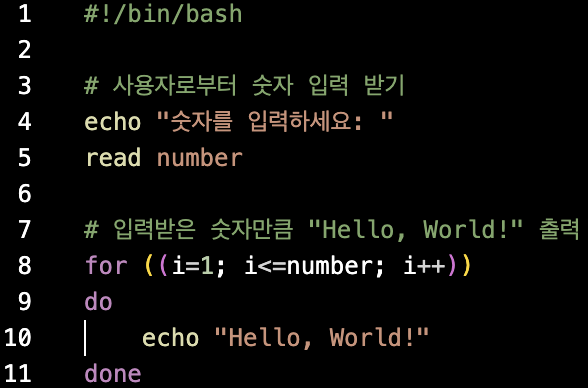 1 #!/bin/bash
2
3 # 사용자로부터 숫자 입력 받기
4 echo "숫자를 입력하세요: "
5 read number
6
7 # 입력받은 숫자만큼 "Hello, World!" 출력
8 for ((i=1; i<=number; i++))
9 do
10     echo "Hello, World!"
11 done